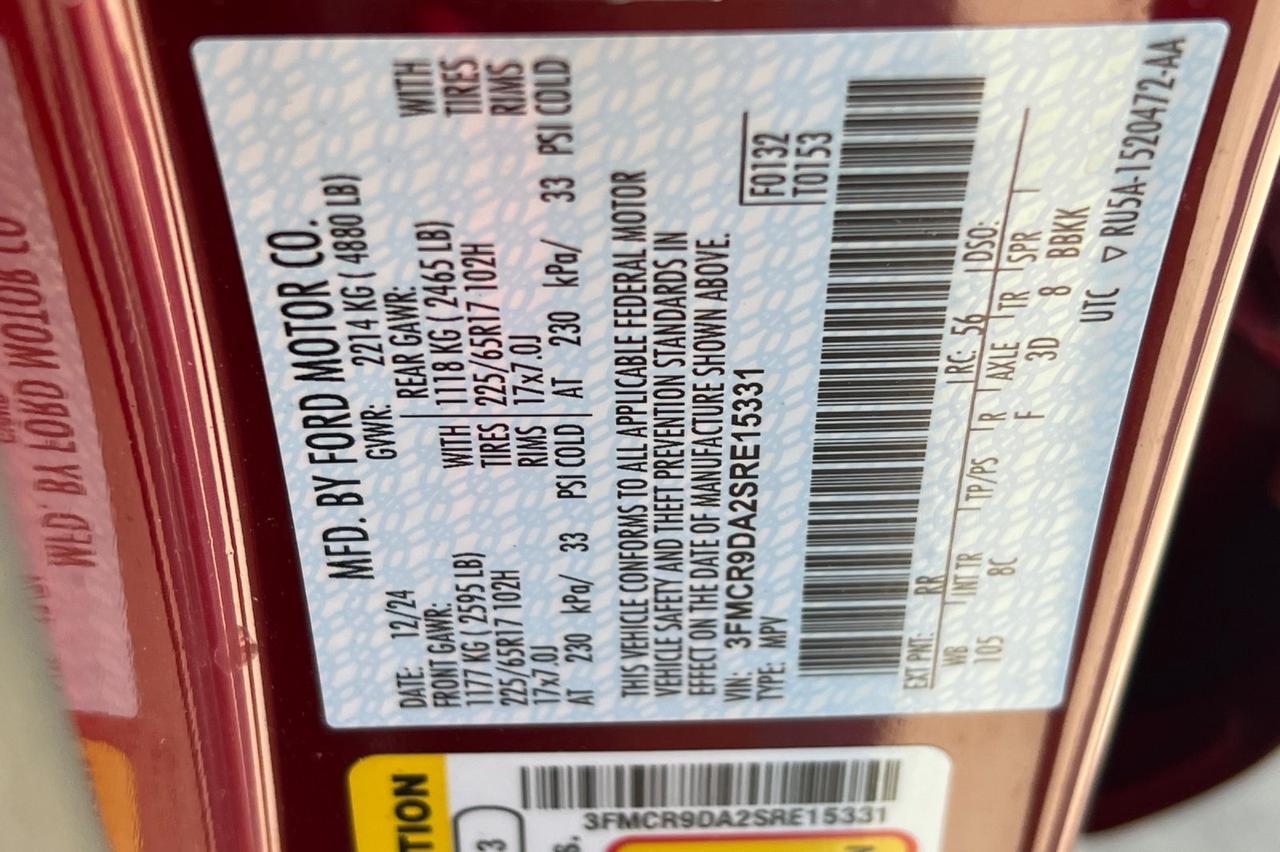 MFD. BY FORD MOTOR CO.
DATE: 12/24 GVWR: 2214 KG ( 4880 LB)
FRONT GAWR: REAR GAWR:
1177 KG ( 2595 LB) WITH 1118 KG ( 2465 LB) WITH
225/65R17 102H TIRES 225/65R17 102H TIRES
17x7.0J RIMS 17x7.0J RIMS
AT 230 kPa/ 33 PSI COLD AT 230 kPa/ 33 PSI COLD
THIS VEHICLE CONFORMS TO ALL APPLICABLE FEDERAL MOTOR
VEHICLE SAFETY AND THEFT PREVENTION STANDARDS IN
EFFECT ON THE DATE OF MANUFACTURE SHOWN ABOVE.
VIN: 3FMCR9DA2SRE15331
TYPE: MPV
F0132
T0153
EXT PNT: RR RC: 56 DSO:
WB INT TR TP/PS R AXLE TR SPR
105 8C F 3D 8 BBKK
UTC ▽ RU5A-1520472-AA
3FMCR9DA2SRE15331
MFD. BY FORD MOTOR CO